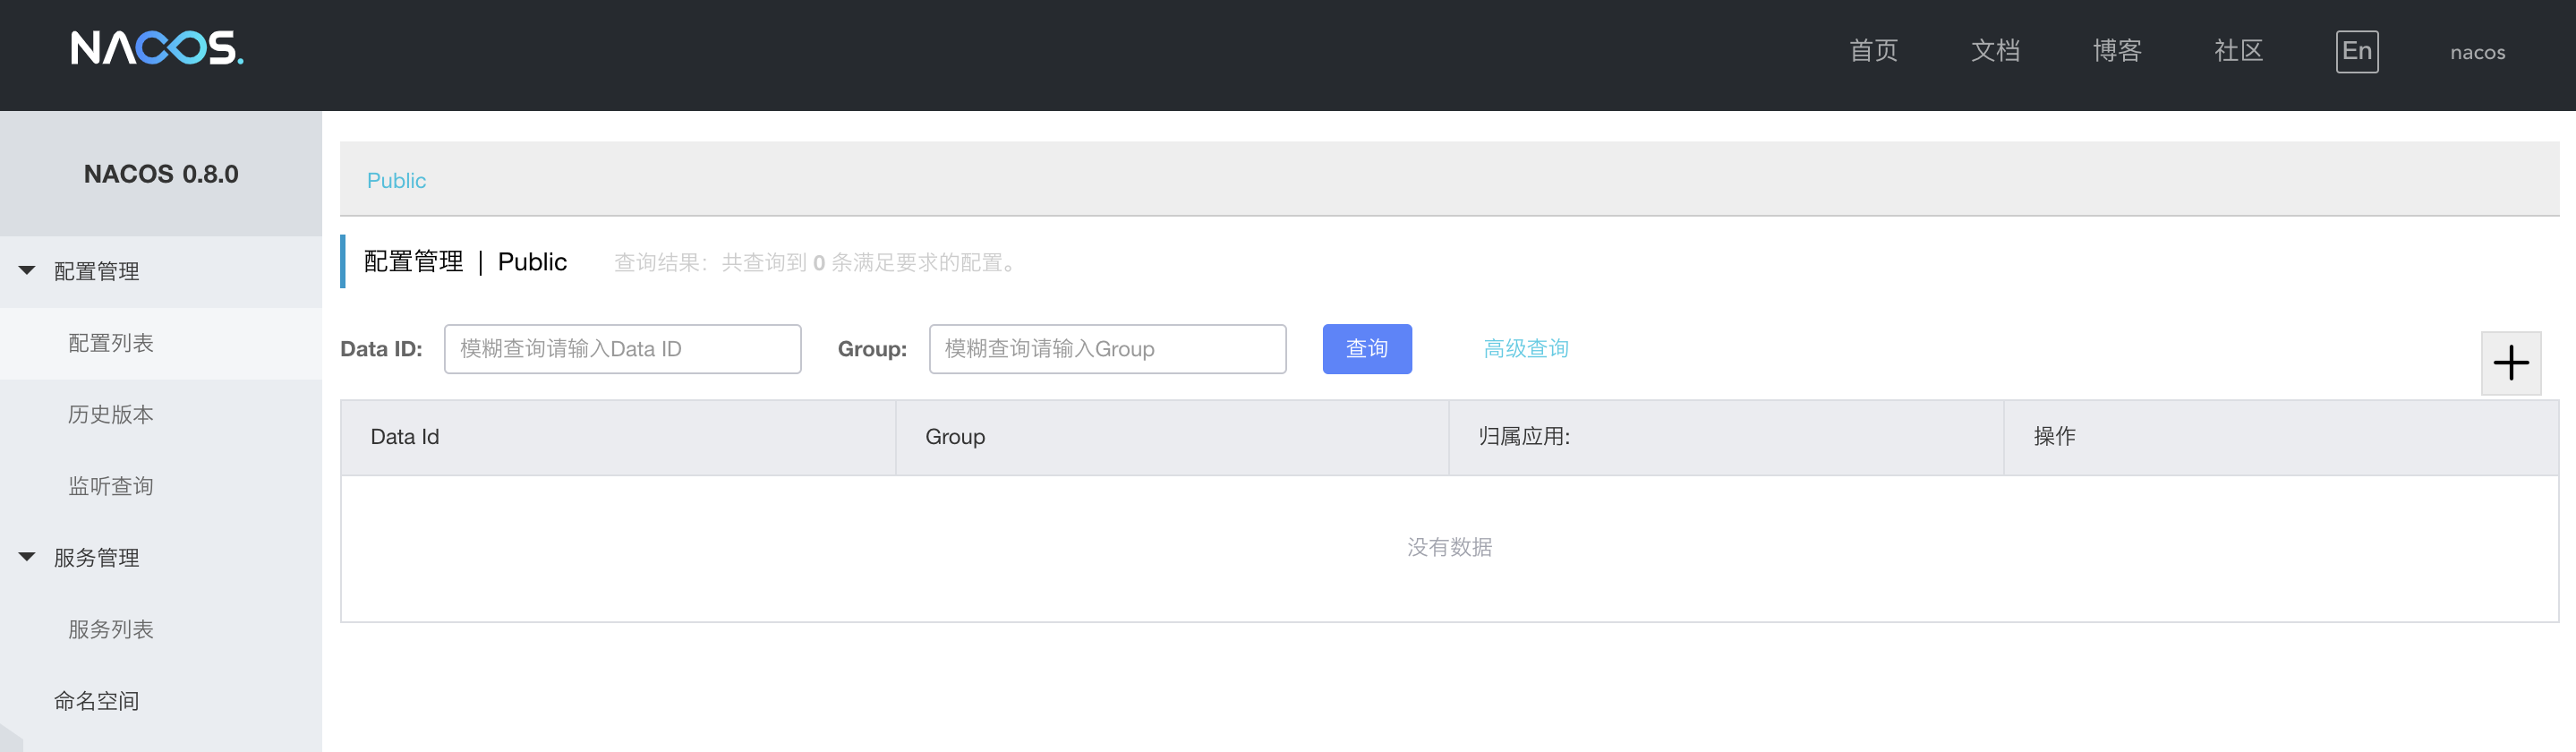 NACOS.
首页 文档 博客 社区 En nacos
NACOS 0.8.0
配置管理
配置列表
历史版本
监听查询
服务管理
服务列表
命名空间
Public
配置管理 | Public 查询结果：共查询到 0 条满足要求的配置。
Data ID: 模糊查询请输入Data ID Group: 模糊查询请输入Group 查询 高级查询
Data Id Group 归属应用: 操作
没有数据